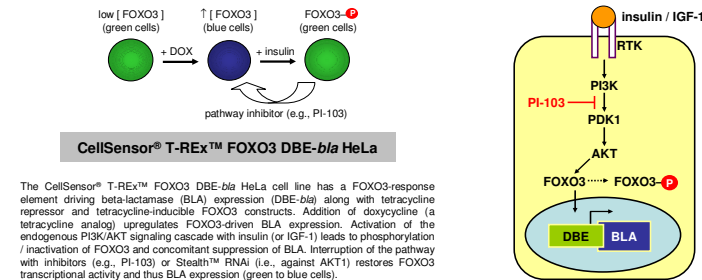 low [ FOXO3 ]
(green cells)
↑ [ FOXO3 ]
(blue cells)
FOXO3–P
(green cells)
+ DOX
+ insulin
pathway inhibitor (e.g., PI-103)
CellSensor® T-REx™ FOXO3 DBE-bla HeLa
The CellSensor® T-REx™ FOXO3 DBE-bla HeLa cell line has a FOXO3-response
element driving beta-lactamase (BLA) expression (DBE-bla) along with tetracycline
repressor and tetracycline-inducible FOXO3 constructs. Addition of doxycycline (a
tetracycline analog) upregulates FOXO3-driven BLA expression. Activation of the
endogenous PI3K/AKT signaling cascade with insulin (or IGF-1) leads to phosphorylation
/ inactivation of FOXO3 and concomitant suppression of BLA. Interruption of the pathway
with inhibitors (e.g., PI-103) or Stealth™ RNAi (i.e., against AKT1) restores FOXO3
transcriptional activity and thus BLA expression (green to blue cells).
insulin / IGF-1
RTK
PI3K
PI-103
PDK1
AKT
FOXO3
FOXO3–P
DBE
BLA